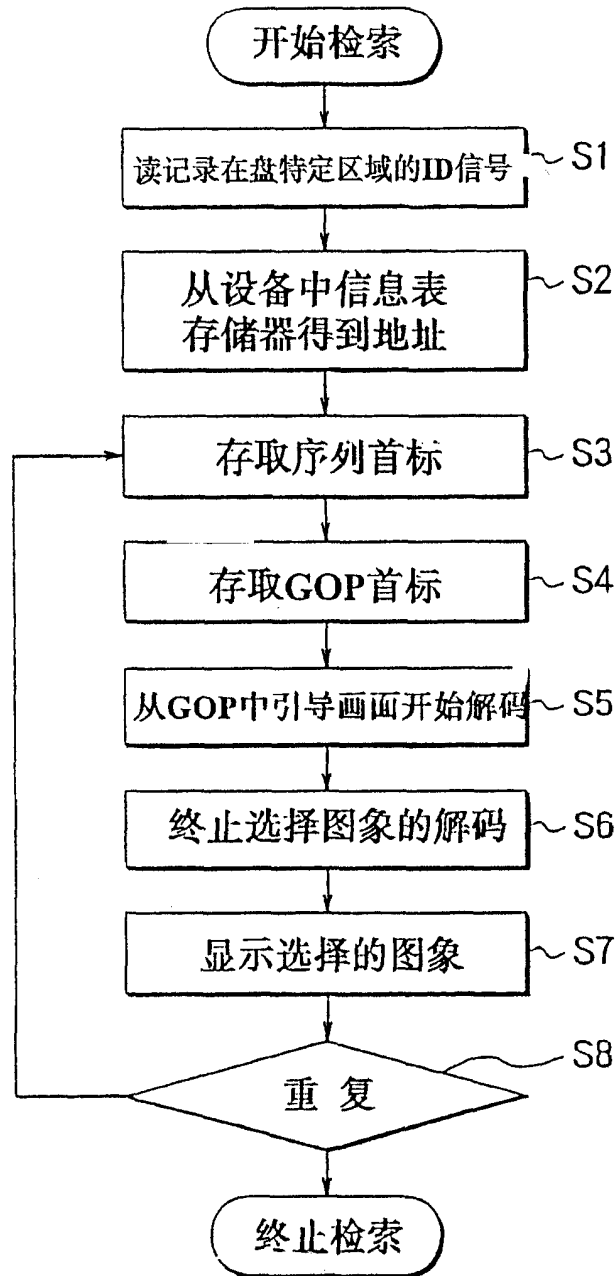 开始检索
读记录在盘特定区域的ID信号
S1
从设备中信息表
存储器得到地址
S2
存取序列首标
S3
存取GOP首标
S4
从GOP中引导画面开始解码
S5
终止选择图象的解码
S6
显示选择的图象
S7
重复
S8
终止检索